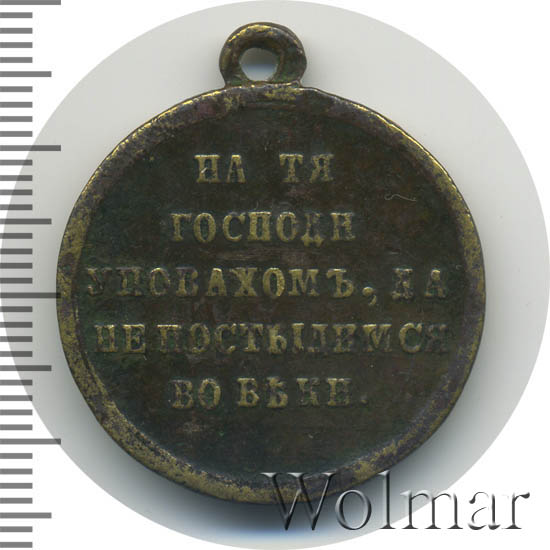 НА ТЯ
ГОСПОДИ
УПОВАХОМЪ, ДА
НЕ ПОСТЫДИМСЯ
ВО ВѢКИ.
Wolmar